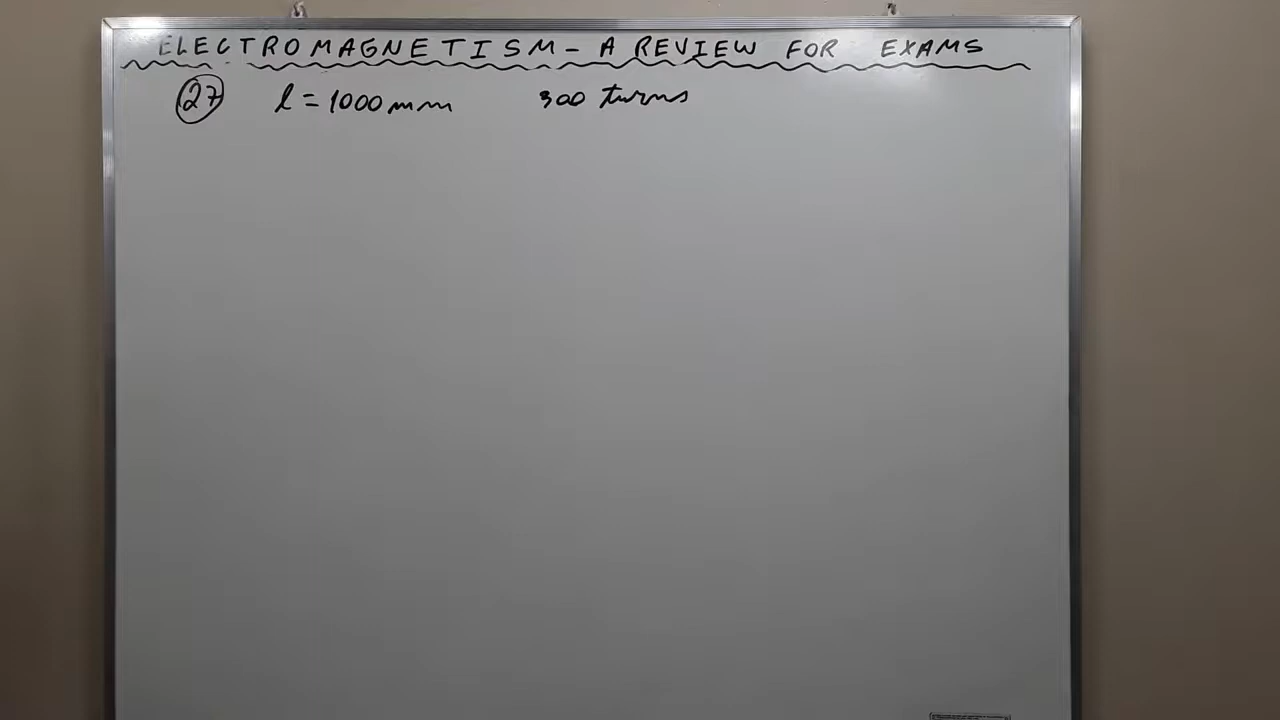 ELECTROMAGNETISM - A REVIEW FOR EXAMS
27 l = 1000 mm 300 turns